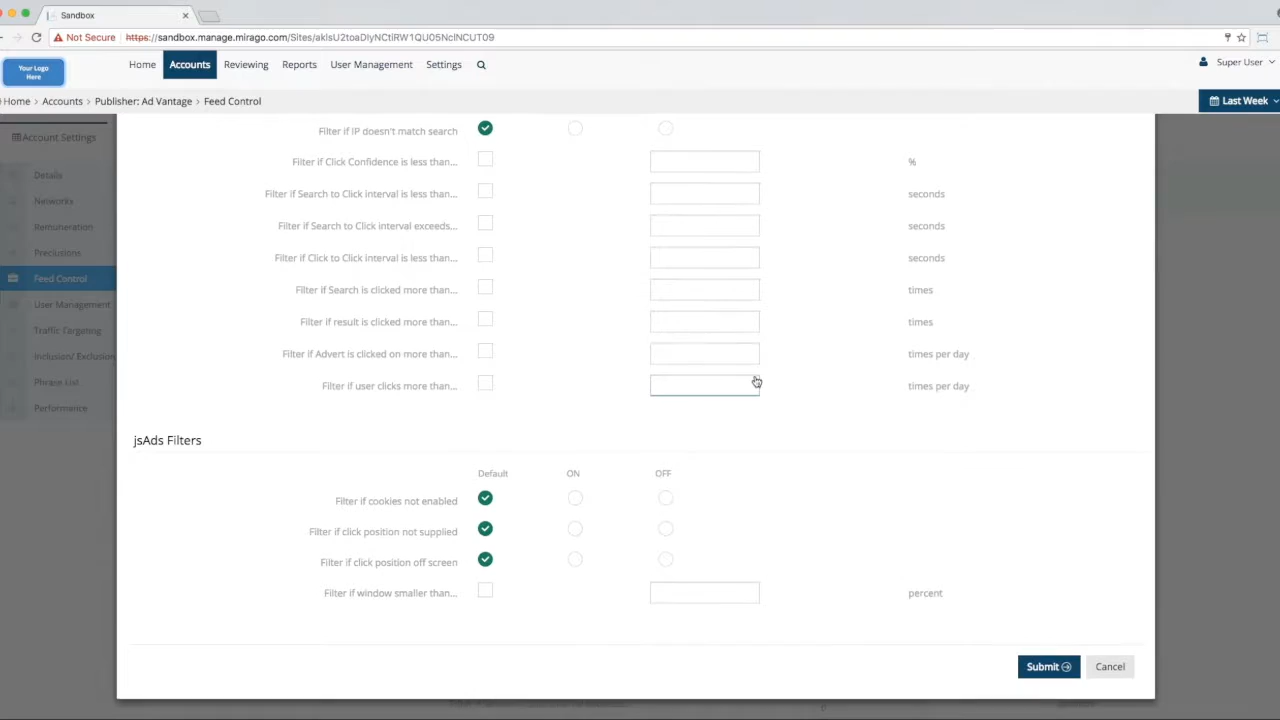 Sandbox
Not Secure https://sandbox.manage.mirago.com/Sites/
Your Logo Here
Home Accounts Reviewing Reports User Management Settings
Super User
Home > Accounts > Publisher: Ad Vantage > Feed Control
Last Week
Account Settings
Details
Networks
Remuneration
Preclusions
Feed Control
User Management
Traffic Targeting
Inclusion/ Exclusion
Phrase List
Performance
Filter if IP doesn't match search
Filter if Click Confidence is less than... %
Filter if Search to Click interval is less than... seconds
Filter if Search to Click interval exceeds... seconds
Filter if Click to Click interval is less than... seconds
Filter if Search is clicked more than... times
Filter if result is clicked more than... times
Filter if Advert is clicked on more than... times per day
Filter if user clicks more than... times per day
jsAds Filters
Default ON OFF
Filter if cookies not enabled
Filter if click position not supplied
Filter if click position off screen
Filter if window smaller than... percent
Submit Cancel